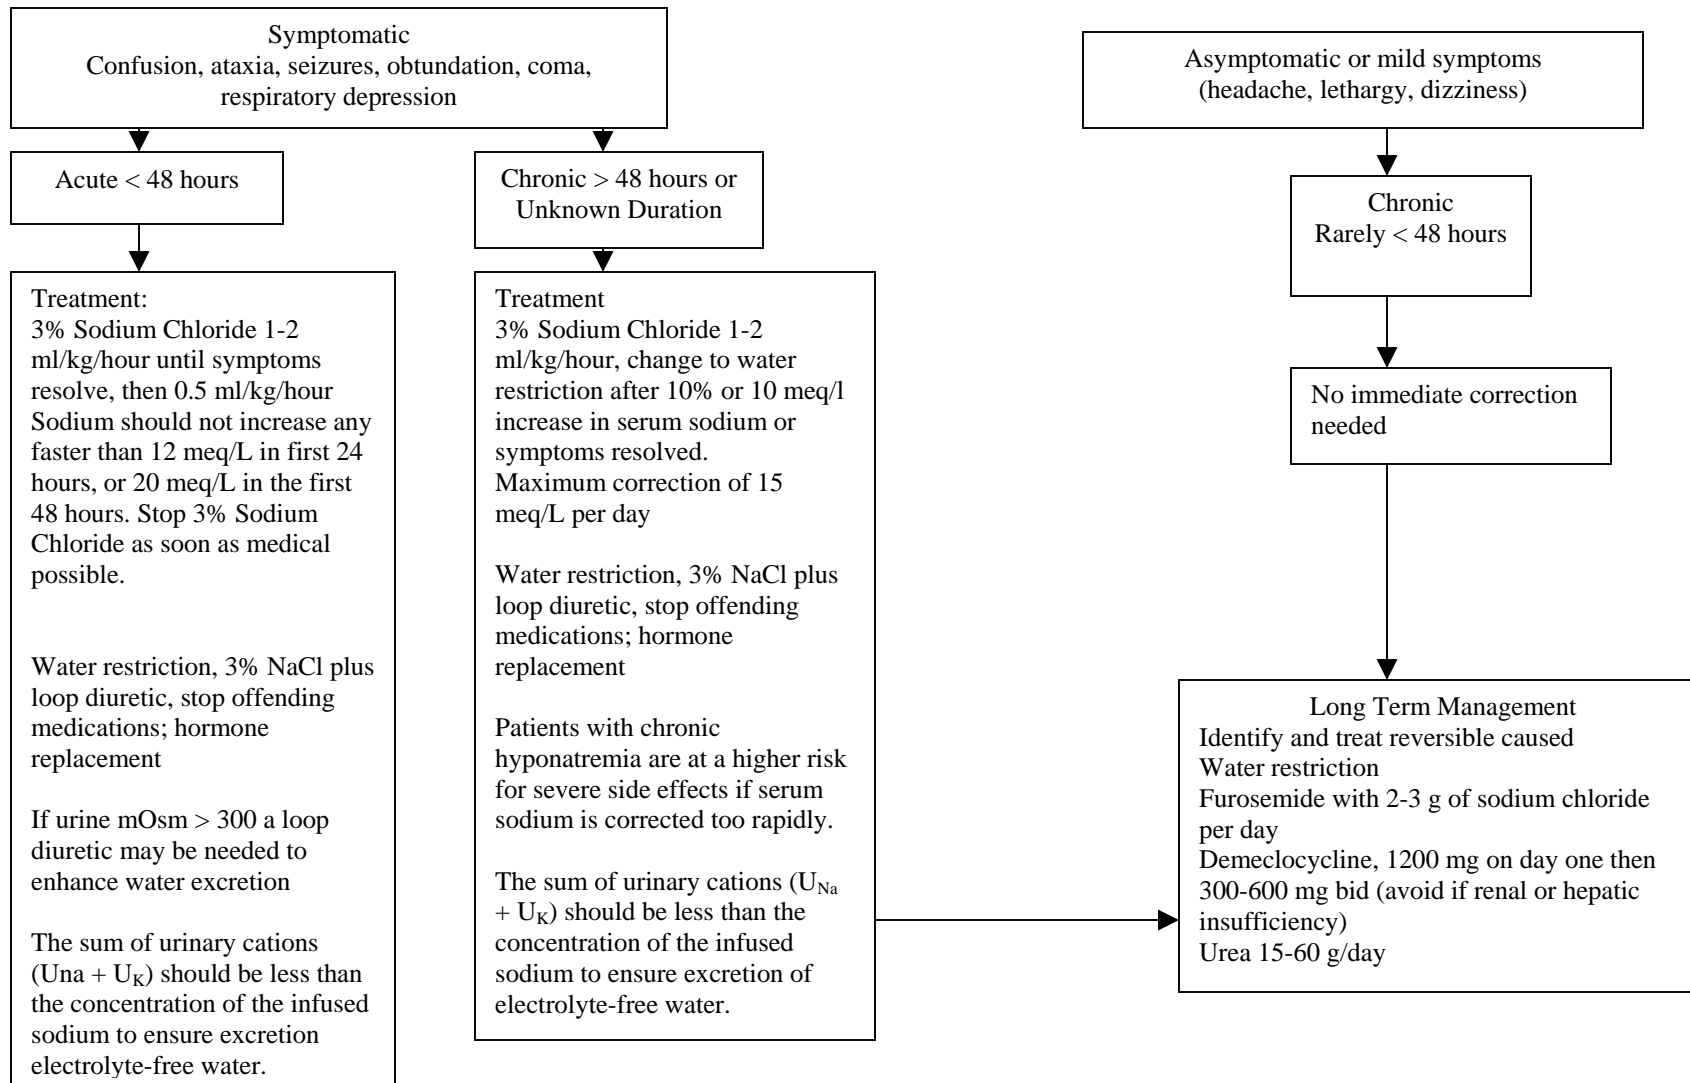 Symptomatic
Confusion, ataxia, seizures, obtundation, coma,
respiratory depression
Asymptomatic or mild symptoms
(headache, lethargy, dizziness)
Acute < 48 hours
Chronic > 48 hours or
Unknown Duration
Chronic
Rarely < 48 hours
Treatment:
3% Sodium Chloride 1-2
ml/kg/hour until symptoms
resolve, then 0.5 ml/kg/hour
Sodium should not increase any
faster than 12 meq/L in first 24
hours, or 20 meq/L in the first
48 hours. Stop 3% Sodium
Chloride as soon as medical
possible.
Water restriction, 3% NaCl plus
loop diuretic, stop offending
medications; hormone
replacement
If urine mOsm > 300 a loop
diuretic may be needed to
enhance water excretion
The sum of urinary cations
(Una + U_K) should be less than
the concentration of the infused
sodium to ensure excretion
electrolyte-free water.
Treatment
3% Sodium Chloride 1-2
ml/kg/hour, change to water
restriction after 10% or 10 meq/l
increase in serum sodium or
symptoms resolved.
Maximum correction of 15
meq/L per day
Water restriction, 3% NaCl plus
loop diuretic, stop offending
medications; hormone
replacement
Patients with chronic
hyponatremia are at a higher risk
for severe side effects if serum
sodium is corrected too rapidly.
The sum of urinary cations (U_Na
+ U_K) should be less than the
concentration of the infused
sodium to ensure excretion of
electrolyte-free water.
No immediate correction
needed
Long Term Management
Identify and treat reversible caused
Water restriction
Furosemide with 2-3 g of sodium chloride
per day
Demeclocycline, 1200 mg on day one then
300-600 mg bid (avoid if renal or hepatic
insufficiency)
Urea 15-60 g/day